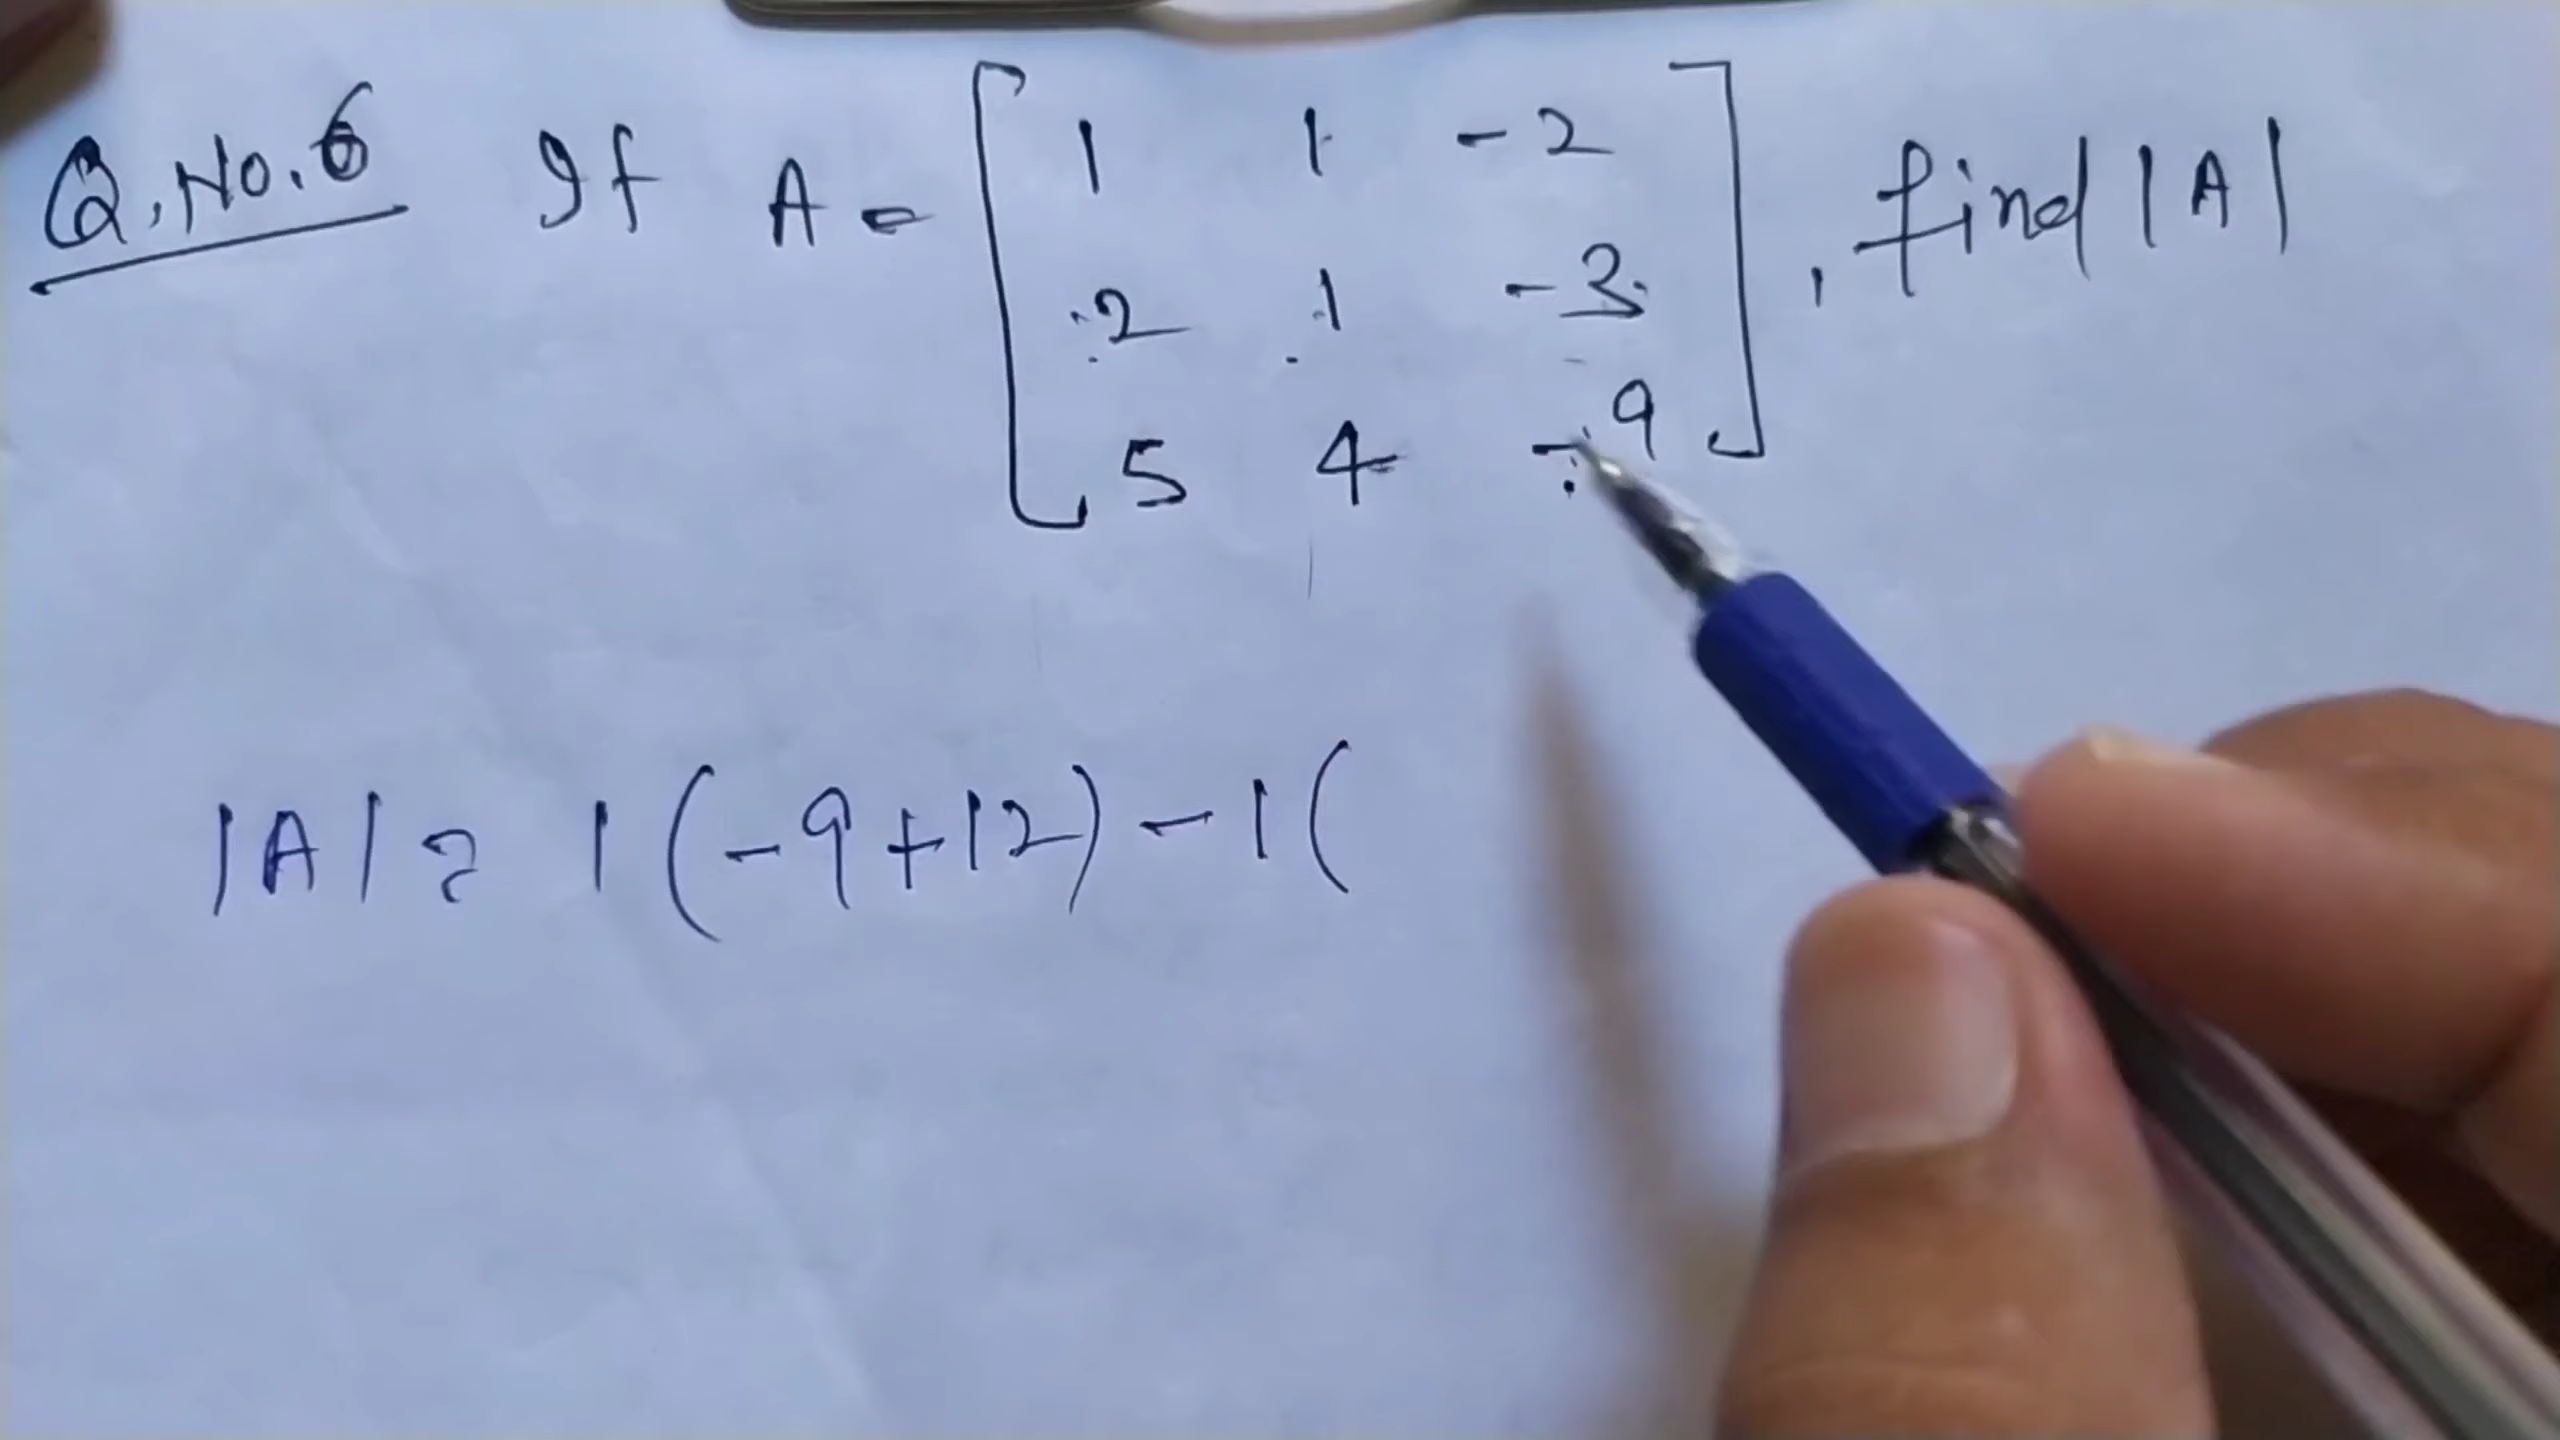 Q.No.6 If A = [ 1 1 -2 ], find |A|
2 1 -3
5 4 -9
|A| = 1(-9+12)-1(